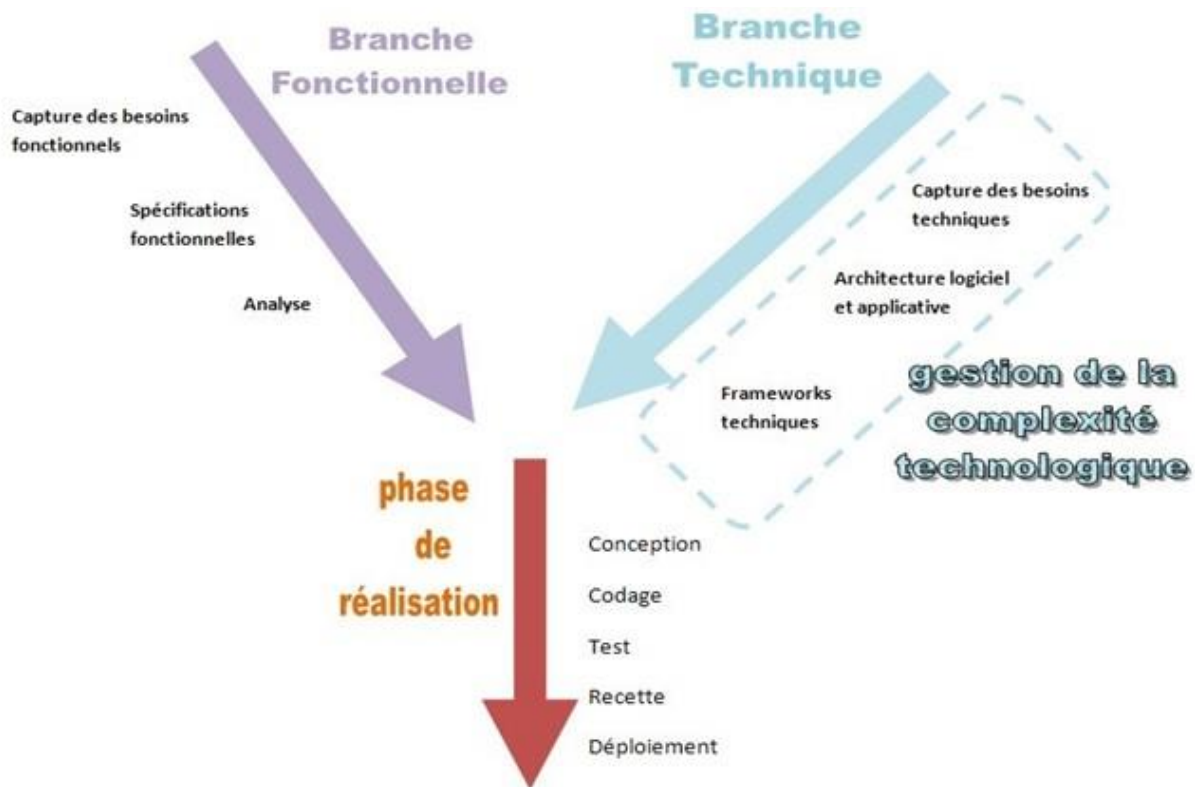 Branche
Fonctionnelle
Branche
Technique
Capture des besoins
fonctionnels
Spécifications
fonctionnelles
Analyse
Capture des besoins
techniques
Architecture logiciel
et applicative
Frameworks
techniques
gestion de la
complexité
technologique
phase
de
réalisation
Conception
Codage
Test
Recette
Déploiement